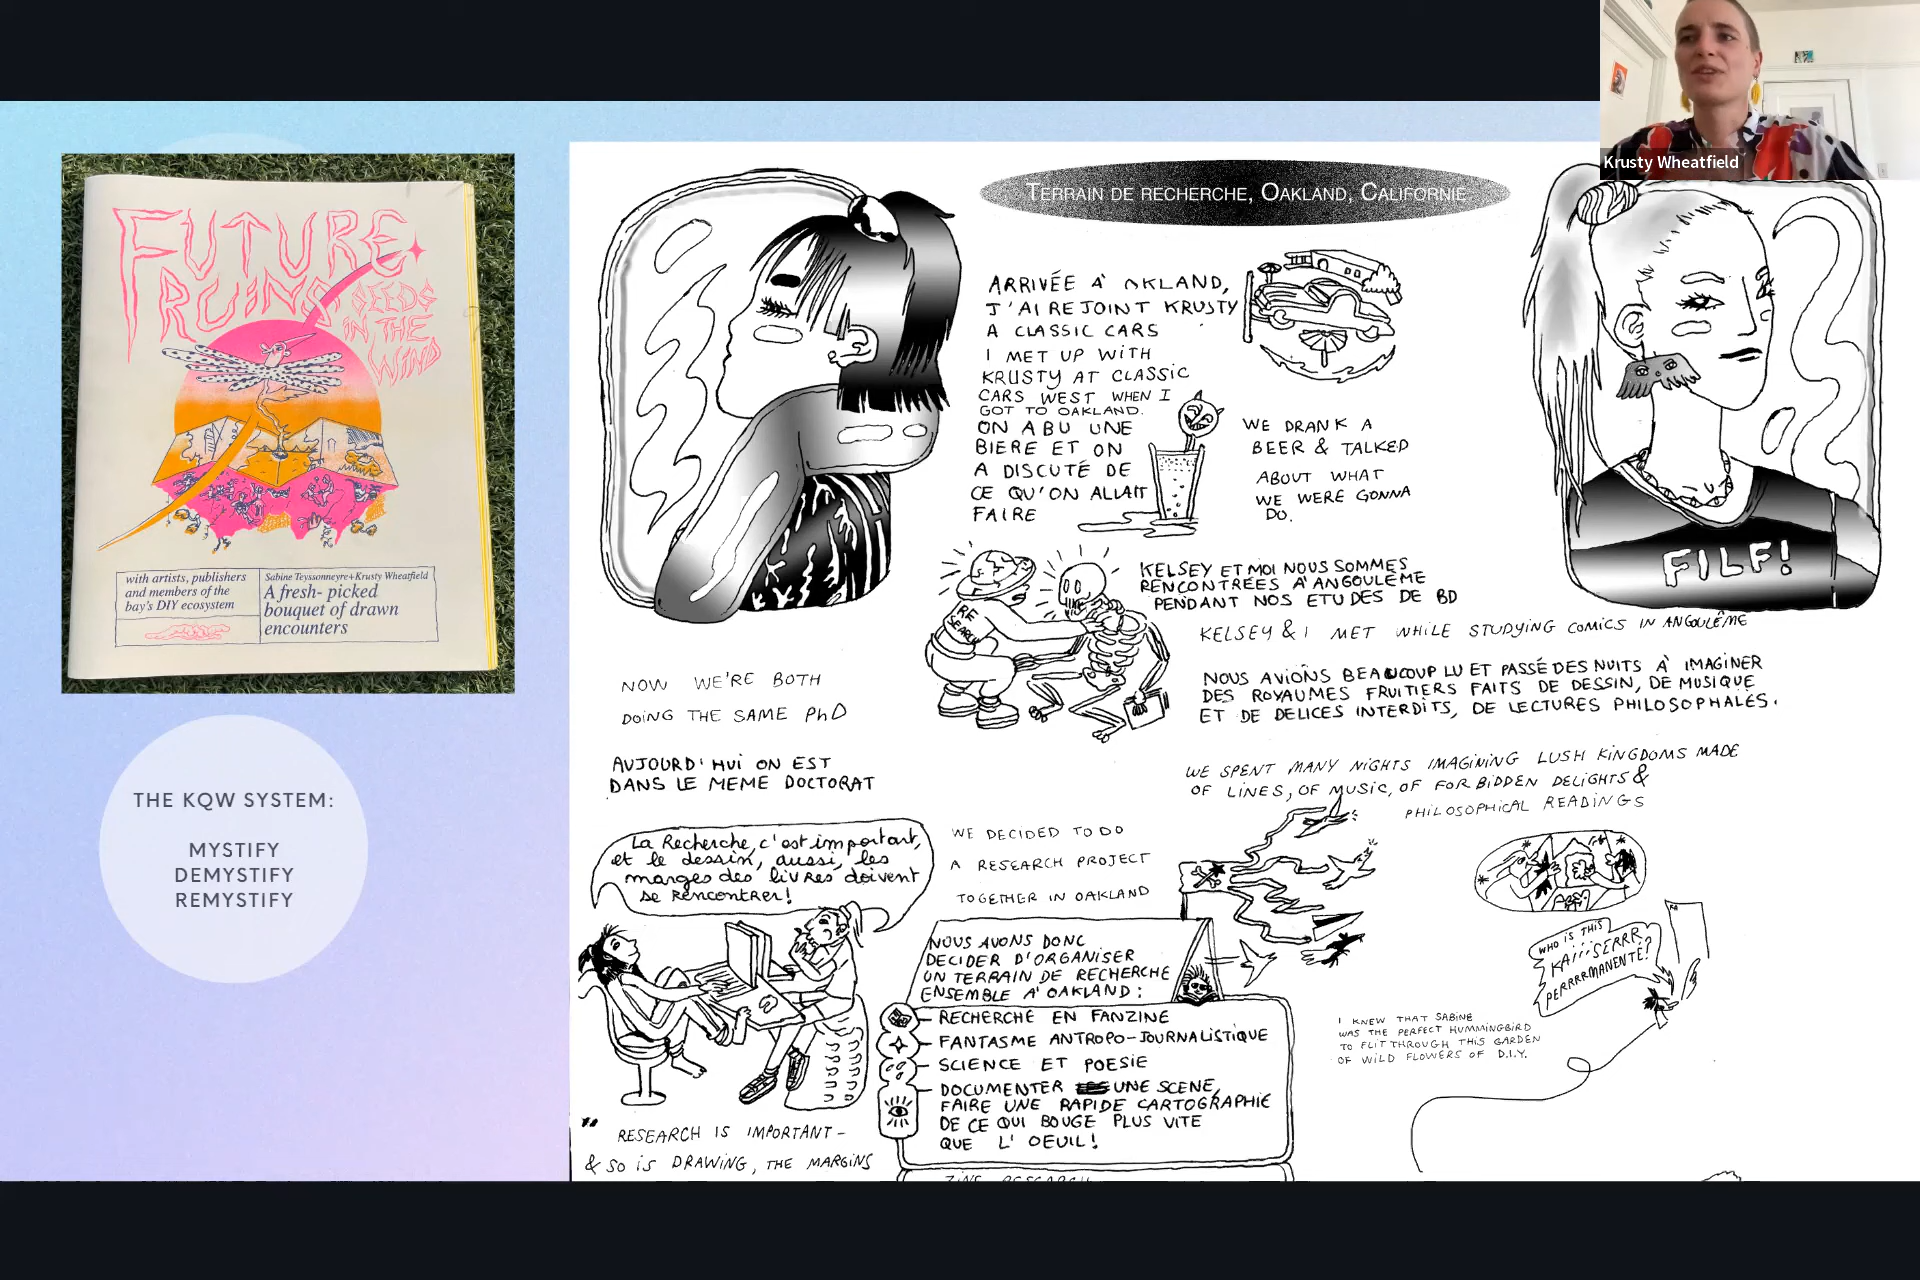 Krusty Wheatfield
FUTURE
RUINS
SEEDS
IN THE
WIND
with artists, publishers
and members of the
bay's DIY ecosystem
Sabine Teyssonneyre+Krusty Wheatfield
A fresh- picked
bouquet of drawn
encounters
THE KQW SYSTEM:
MYSTIFY
DEMYSTIFY
REMYSTIFY
TERRAIN DE RECHERCHE, OAKLAND, CALIFORNIE
ARRIVÉE À OKLAND,
J'AI REJOINT KRUSTY
A CLASSIC CARS
I MET UP WITH
KRUSTY AT CLASSIC
CARS WEST WHEN I
GOT TO OAKLAND.
ON A BU UNE
BIERE ET ON
A DISCUTÉ DE
CE QU'ON ALLAIT
FAIRE
WE DRANK A
BEER & TALKED
ABOUT WHAT
WE WERE GONNA
DO.
FILF!
RE
SEARCH
KELSEY ET MOI NOUS SOMMES
RENCONTRÉES A ANGOULÈME
PENDANT NOS ETUDES DE BD
KELSEY & I MET WHILE STUDYING COMICS IN ANGOULÊME
NOUS AVIONS BEAUCOUP LU ET PASSÉ DES NUITS À IMAGINER
DES ROYAUMES FRUITIERS FAITS DE DESSIN, DE MUSIQUE
ET DE DELICES INTERDITS, DE LECTURES PHILOSOPHALES.
WE SPENT MANY NIGHTS IMAGINING LUSH KINGDOMS MADE
OF LINES, OF MUSIC, OF FORBIDDEN DELIGHTS &
PHILOSOPHICAL READINGS
NOW WE'RE BOTH
DOING THE SAME PhD
AUJOURD'HUI ON EST
DANS LE MEME DOCTORAT
La Recherche, c'est important,
et le dessin, aussi, les
marges des livres doivent
se rencontrer!
WE DECIDED TO DO
A RESEARCH PROJECT
TOGETHER IN OAKLAND
NOUS AVONS DONC
DECIDER D'ORGANISER
UN TERRAIN DE RECHERCHE
ENSEMBLE A OAKLAND:
RECHERCHE EN FANZINE
FANTASME ANTROPO-JOURNALISTIQUE
SCIENCE ET POESIE
DOCUMENTER UNE SCENE,
FAIRE UNE RAPIDE CARTOGRAPHIE
DE CE QUI BOUGE PLUS VITE
QUE L'OEUIL!
ZINE RESEARCH
WHO IS THIS
KAIIISERRR
PERRRMANENTE?
I KNEW THAT SABINE
WAS THE PERFECT HUMMINGBIRD
TO FLIT THROUGH THIS GARDEN
OF WILD FLOWERS OF D.I.Y.
" RESEARCH IS IMPORTANT -
& SO IS DRAWING, THE MARGINS